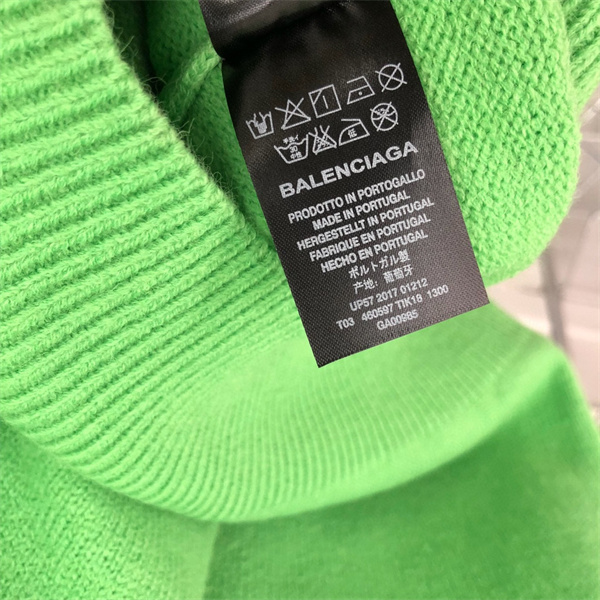 BALENCIAGA
PRODOTTO IN PORTOGALLO
MADE IN PORTUGAL
HERGESTELLT IN PORTUGAL
FABRIQUE EN PORTUGAL
HECHO EN PORTUGAL
ポルトガル製
产地: 葡萄牙
UP57 2017 01212
T03 460597 TIK18 1300
GA00985